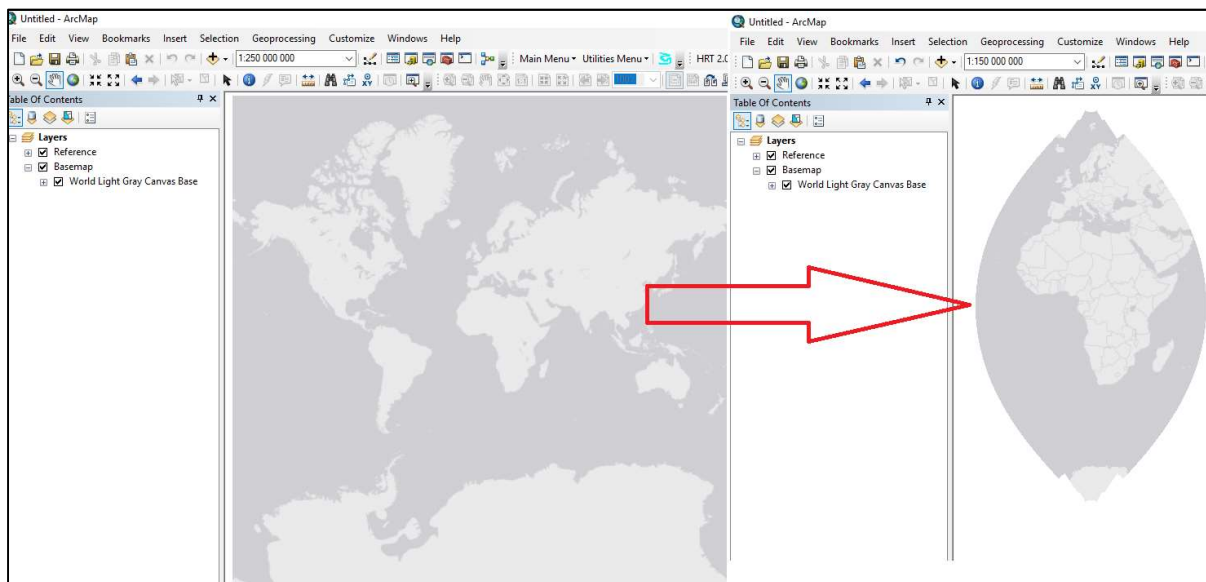 Untitled - ArcMap
File Edit View Bookmarks Insert Selection Geoprocessing Customize Windows Help
1:250 000 000 Main Menu Utilities Menu HRT 2.0
Table Of Contents
Layers
Reference
Basemap
World Light Gray Canvas Base
Untitled - ArcMap
File Edit View Bookmarks Insert Selection Geoprocessing Customize Windows Help
1:150 000 000
Table Of Contents
Layers
Reference
Basemap
World Light Gray Canvas Base